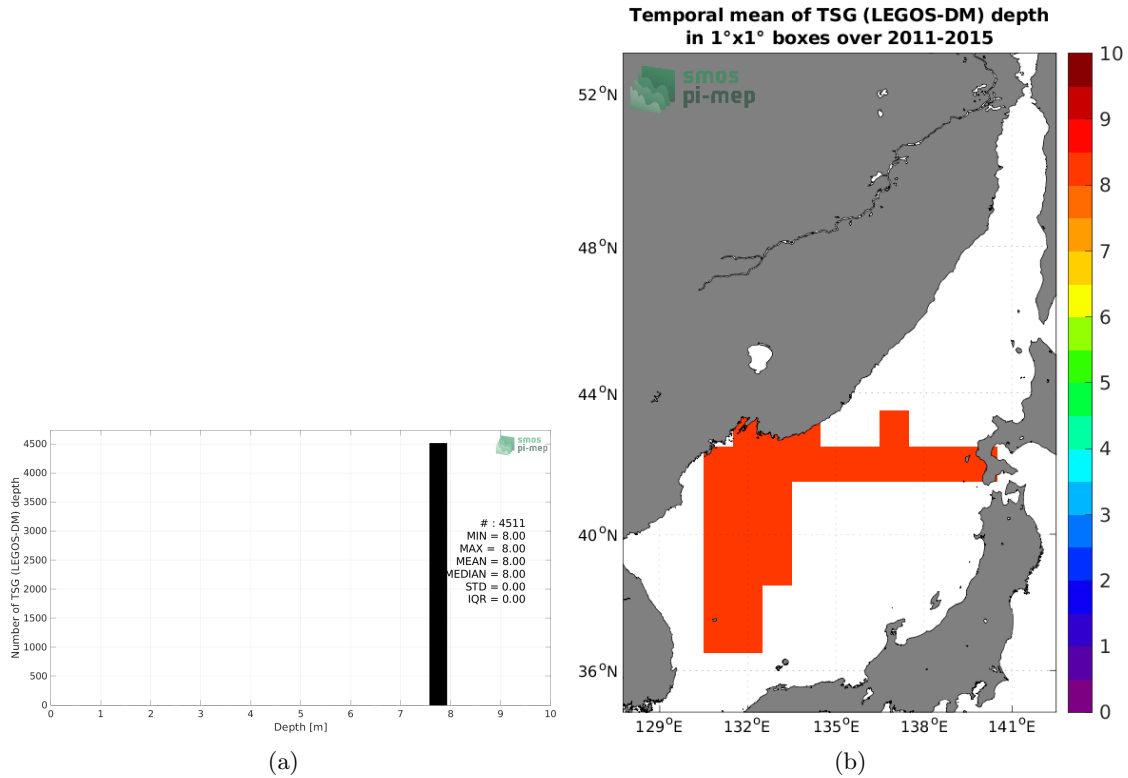 Temporal mean of TSG (LEGOS-DM) depth
in 1°x1° boxes over 2011-2015
smos
pi-mep
52°N
48°N
44°N
40°N
36°N
129°E
132°E
135°E
138°E
141°E
10
9
8
7
6
5
4
3
2
1
0
smos
pi-mep
Number of TSG (LEGOS-DM) depth
4500
4000
3500
3000
2500
2000
1500
1000
500
0
# : 4511
MIN = 8.00
MAX = 8.00
MEAN = 8.00
MEDIAN = 8.00
STD = 0.00
IQR = 0.00
0 1 2 3 4 5 6 7 8 9 10
Depth [m]
(a)
(b)